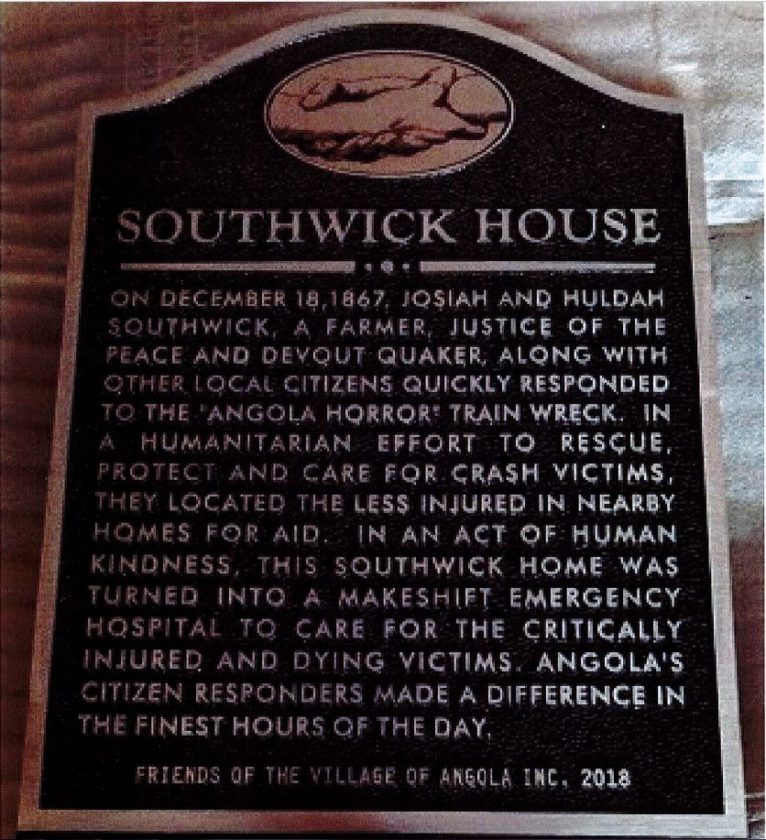 SOUTHWICK HOUSE
ON DECEMBER 18,1867, JOSIAH AND HULDAH
SOUTHWICK, A FARMER, JUSTICE OF THE
PEACE AND DEVOUT QUAKER, ALONG WITH
OTHER LOCAL CITIZENS QUICKLY RESPONDED
TO THE "ANGOLA HORROR" TRAIN WRECK. IN
A HUMANITARIAN EFFORT TO RESCUE,
PROTECT AND CARE FOR CRASH VICTIMS,
THEY LOCATED THE LESS INJURED IN NEARBY
HOMES FOR AID. IN AN ACT OF HUMAN
KINDNESS, THIS SOUTHWICK HOME WAS
TURNED INTO A MAKESHIFT EMERGENCY
HOSPITAL TO CARE FOR THE CRITICALLY
INJURED AND DYING VICTIMS. ANGOLA'S
CITIZEN RESPONDERS MADE A DIFFERENCE IN
THE FINEST HOURS OF THE DAY.
FRIENDS OF THE VILLAGE OF ANGOLA INC. 2018